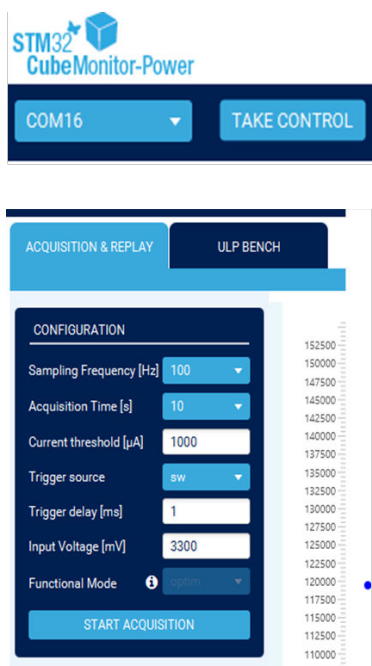 STM32
CubeMonitor-Power
COM16
TAKE CONTROL
ACQUISITION & REPLAY
ULP BENCH
CONFIGURATION
Sampling Frequency [Hz] 100
Acquisition Time [s] 10
Current threshold [µA] 1000
Trigger source sw
Trigger delay [ms] 1
Input Voltage [mV] 3300
Functional Mode i optim
START ACQUISITION
152500
150000
147500
145000
142500
140000
137500
135000
132500
130000
127500
125000
122500
120000
117500
115000
112500
110000